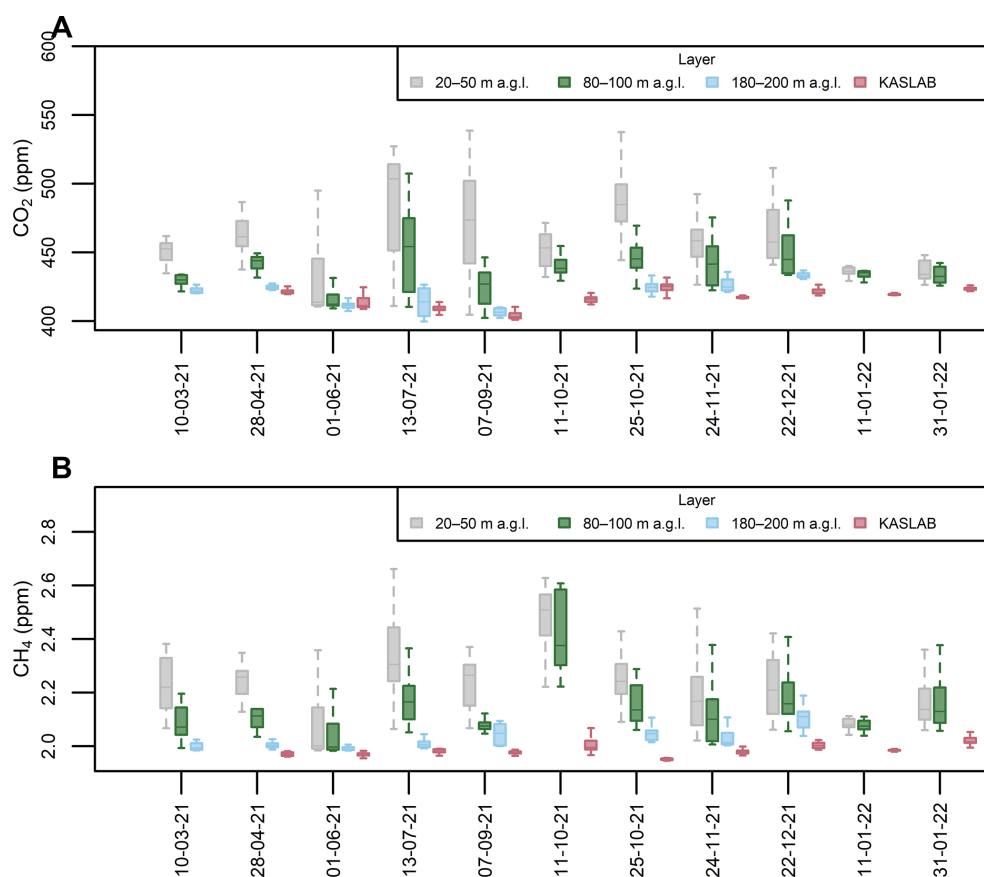 A
600
550
500
450
400
CO₂ (ppm)
Layer
20–50 m a.g.l. 80–100 m a.g.l. 180–200 m a.g.l. KASLAB
10-03-21 28-04-21 01-06-21 13-07-21 07-09-21 11-10-21 25-10-21 24-11-21 22-12-21 11-01-22 31-01-22
B
2.8
2.6
2.4
2.2
2.0
CH₄ (ppm)
Layer
20–50 m a.g.l. 80–100 m a.g.l. 180–200 m a.g.l. KASLAB
10-03-21 28-04-21 01-06-21 13-07-21 07-09-21 11-10-21 25-10-21 24-11-21 22-12-21 11-01-22 31-01-22